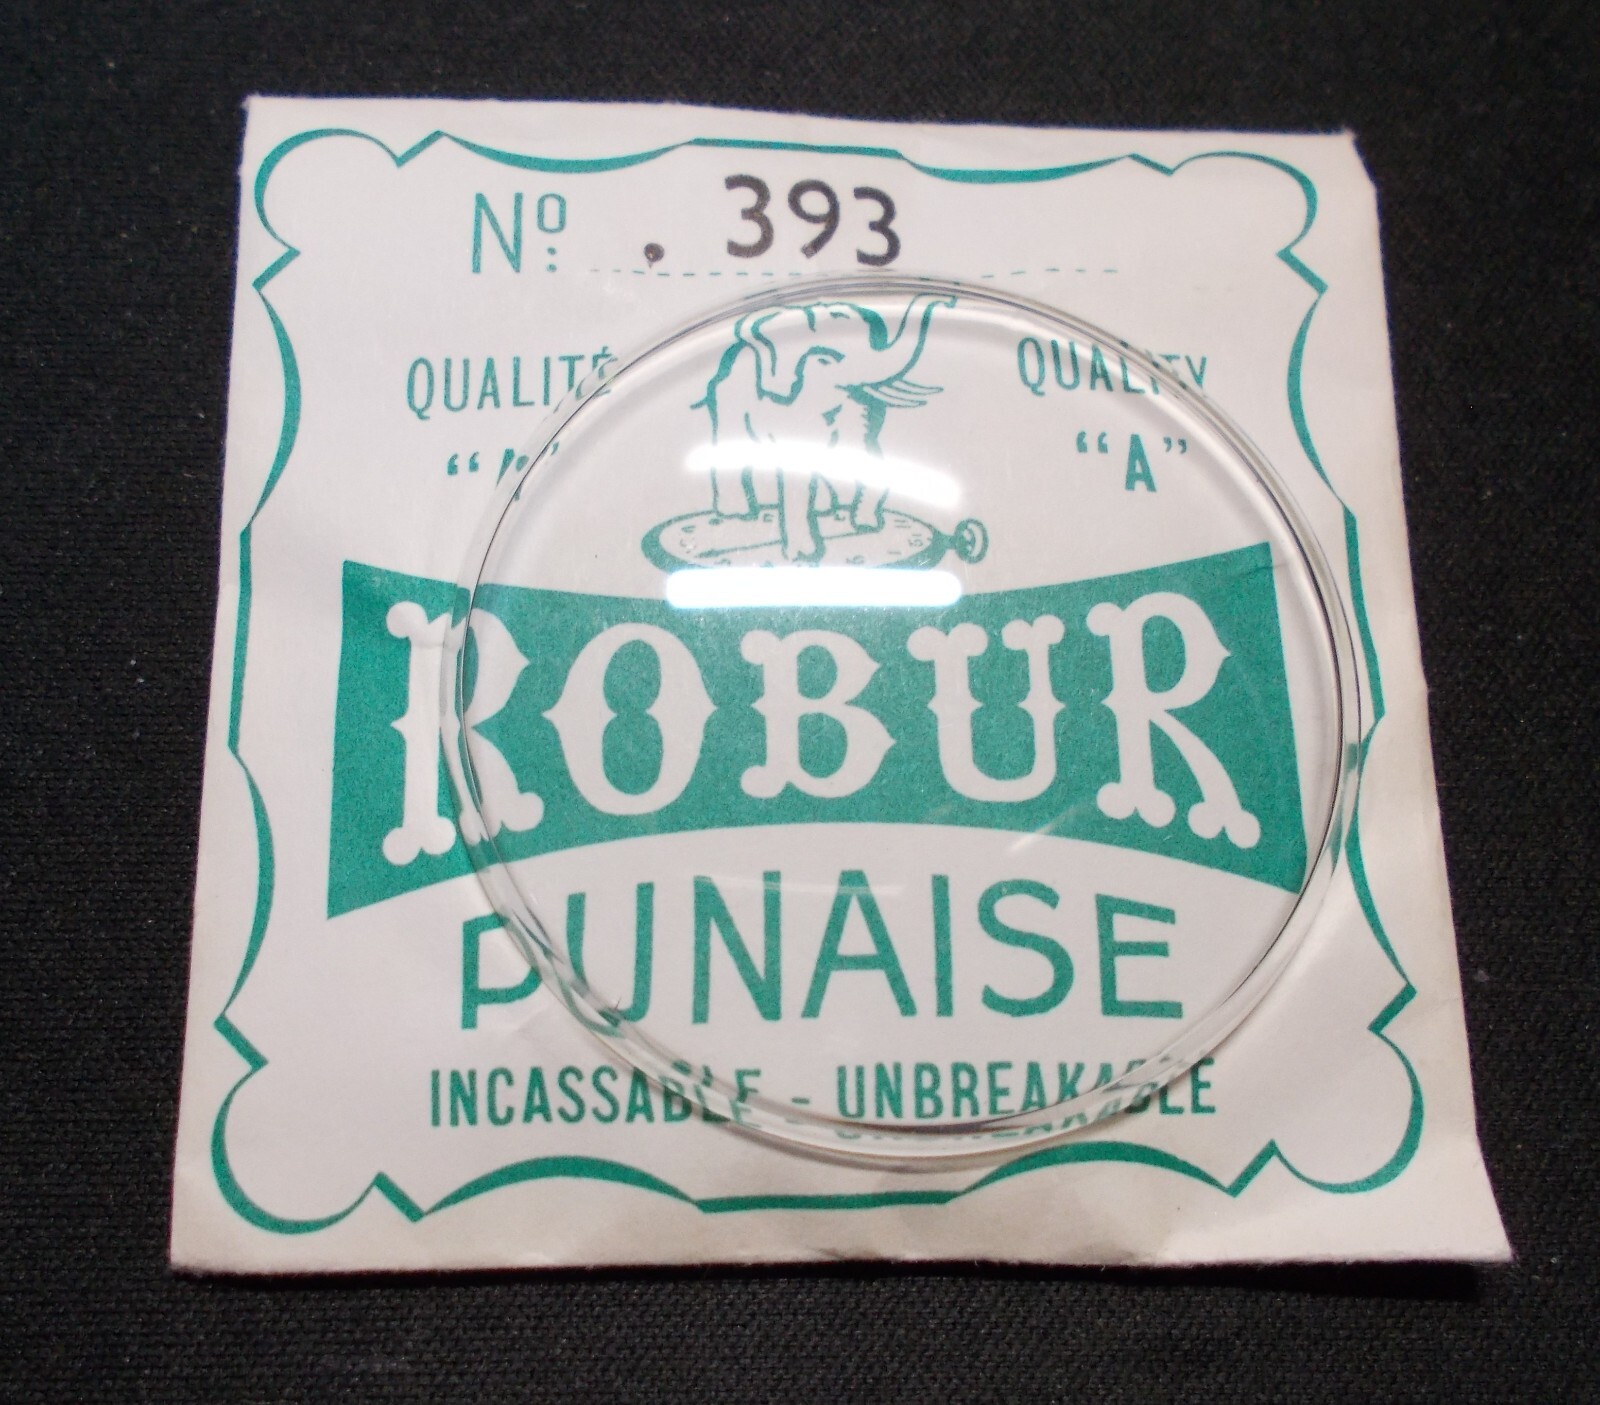 Nº: . 393
QUALITÉ QUALITY
“A” “A”
ROBUR
PUNAISE
INCASSABLE - UNBREAKABLE